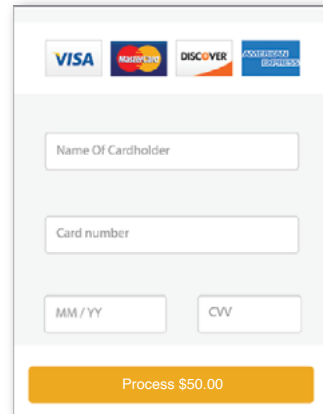 VISA MasterCard DISCOVER AMERICAN EXPRESS
Name Of Cardholder
Card number
MM / YY CVV
Process $50.00